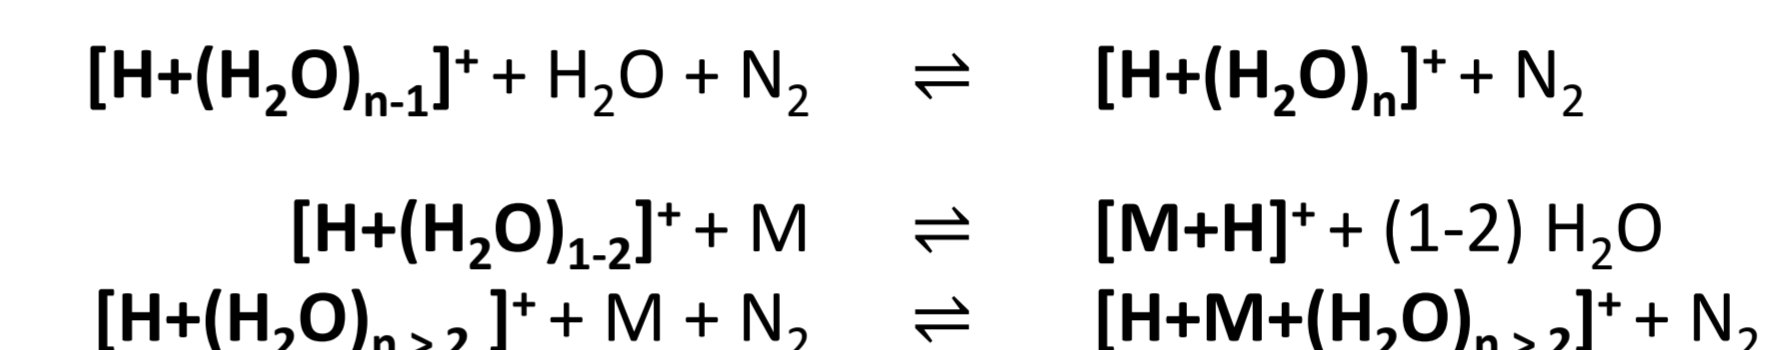 [H+(H₂O)ₙ₋₁]⁺ + H₂O + N₂ ⇌ [H+(H₂O)ₙ]⁺ + N₂
[H+(H₂O)₁₋₂]⁺ + M ⇌ [M+H]⁺ + (1-2) H₂O
[H+(H₂O)n > 2 ]⁺ + M + N₂ ⇌ [H+M+(H₂O)n > 2]⁺ + N₂